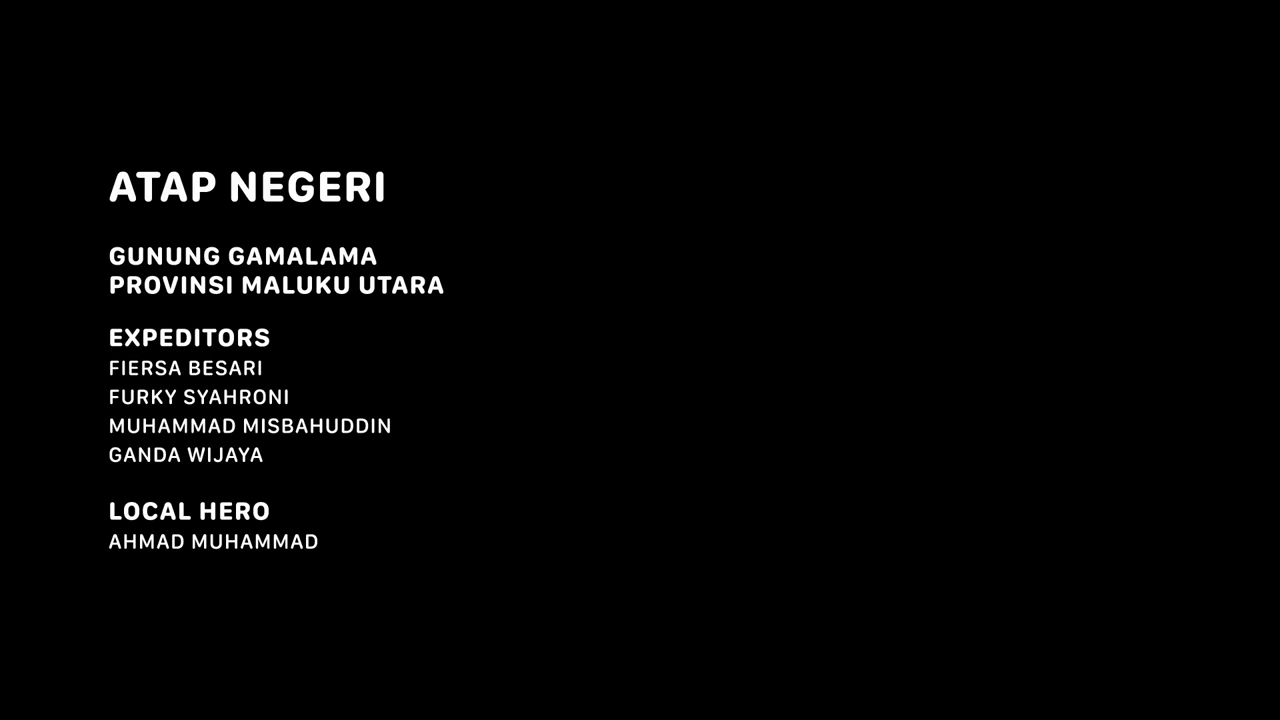 ATAP NEGERI
GUNUNG GAMALAMA
PROVINSI MALUKU UTARA
EXPEDITORS
FIERSA BESARI
FURKY SYAHRONI
MUHAMMAD MISBAHUDDIN
GANDA WIJAYA
LOCAL HERO
AHMAD MUHAMMAD